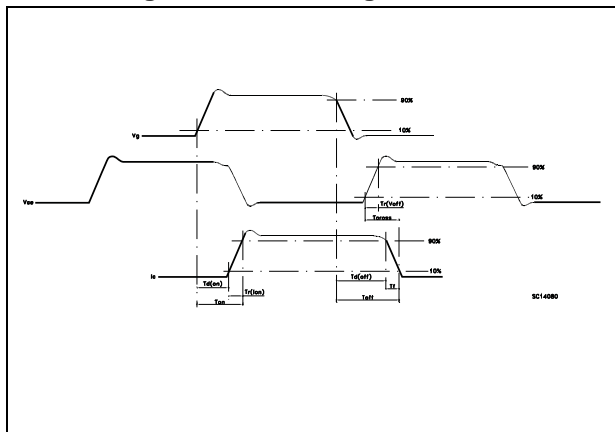 90%
10%
Vg
90%
10%
Vce
Tr(Voff)
Tcross
90%
10%
Ic
Td(on)
Td(off)
Tf
Tr(Ion)
Ton
Toff
SC14080